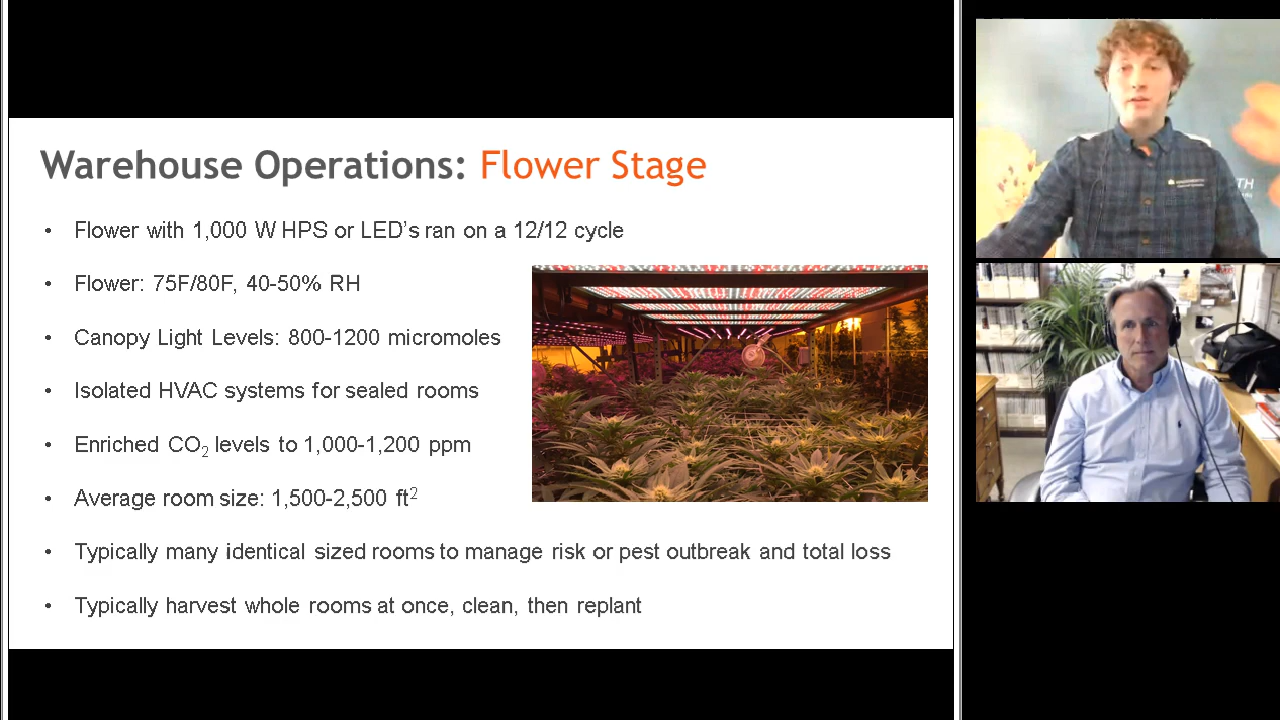 Warehouse Operations: Flower Stage
• Flower with 1,000 W HPS or LED's ran on a 12/12 cycle
• Flower: 75F/80F, 40-50% RH
• Canopy Light Levels: 800-1200 micromoles
• Isolated HVAC systems for sealed rooms
• Enriched CO₂ levels to 1,000-1,200 ppm
• Average room size: 1,500-2,500 ft²
• Typically many identical sized rooms to manage risk or pest outbreak and total loss
• Typically harvest whole rooms at once, clean, then replant